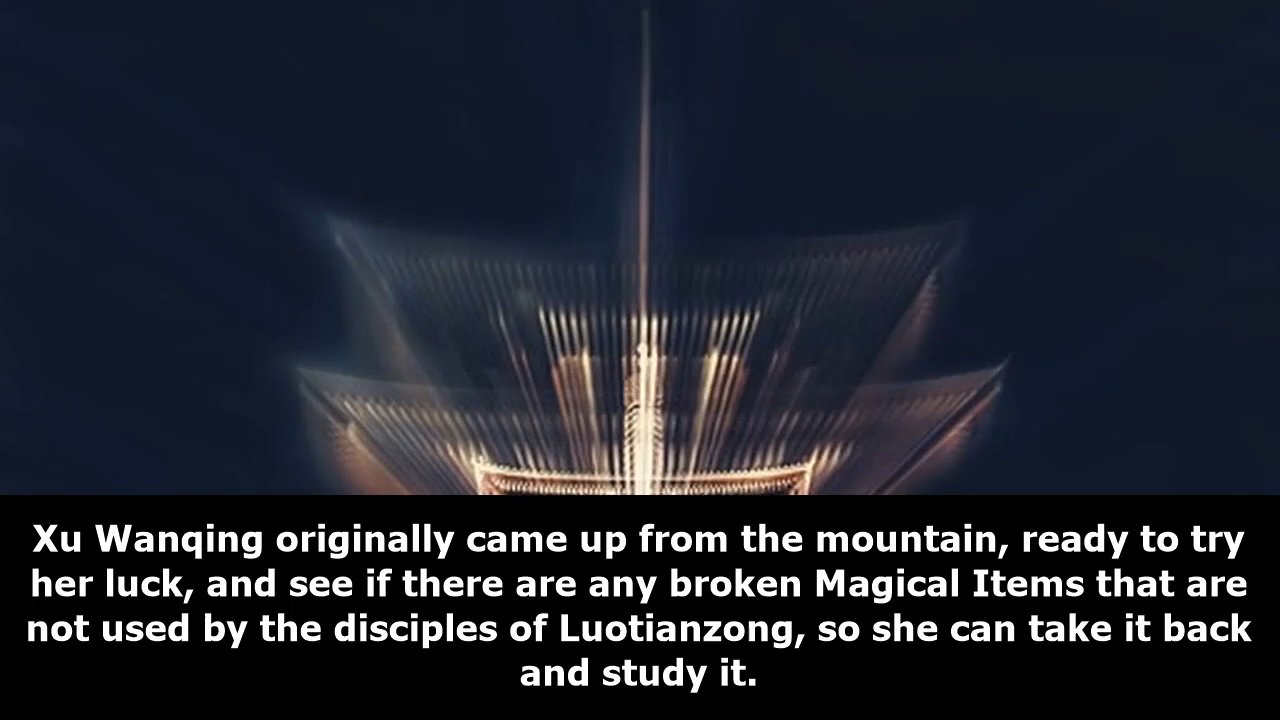 Xu Wanqing originally came up from the mountain, ready to try
her luck, and see if there are any broken Magical Items that are
not used by the disciples of Luotianzong, so she can take it back
and study it.